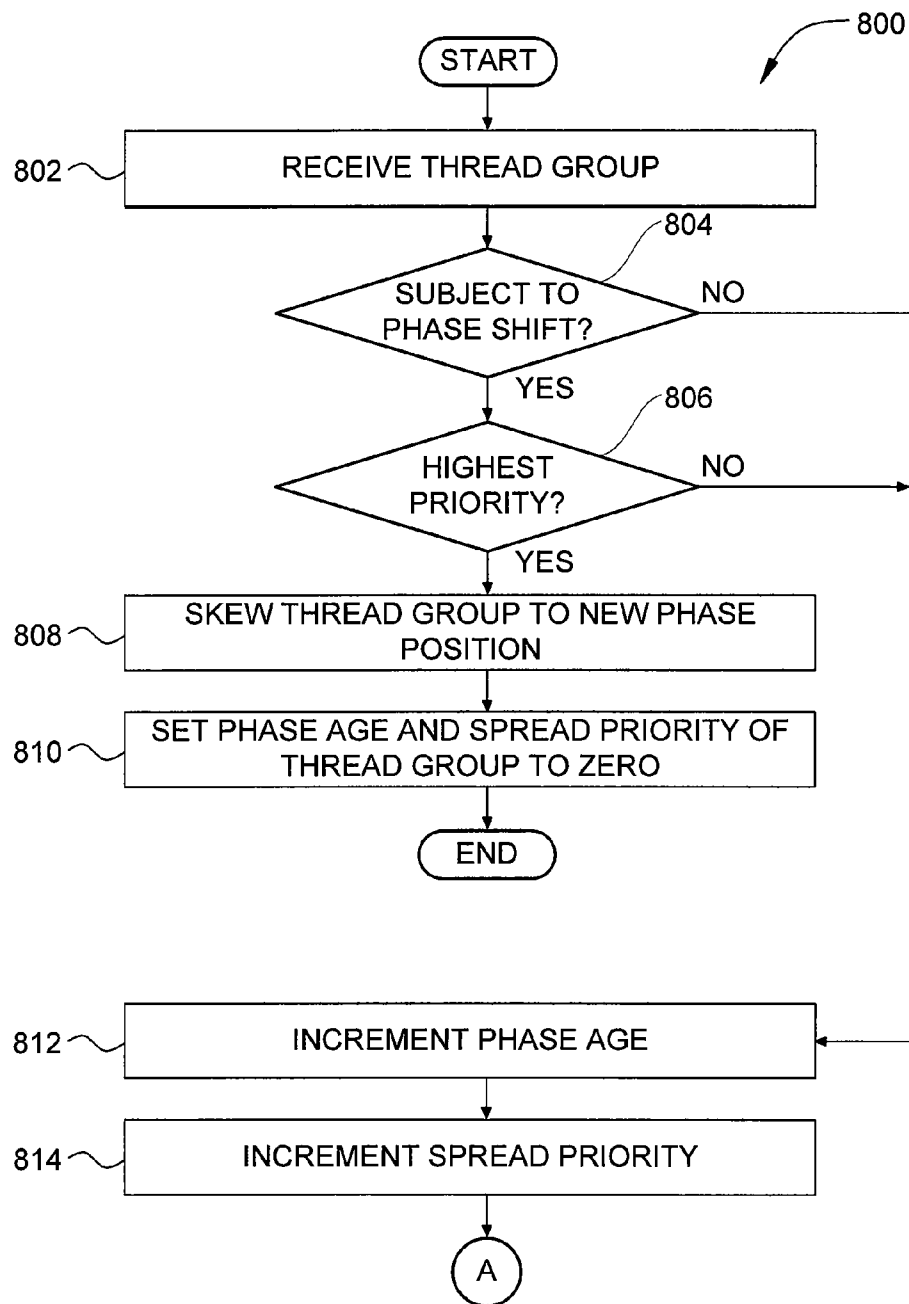 800
START
802
RECEIVE THREAD GROUP
804
SUBJECT TO
PHASE SHIFT?
NO
YES
806
HIGHEST
PRIORITY?
NO
YES
808
SKEW THREAD GROUP TO NEW PHASE
POSITION
810
SET PHASE AGE AND SPREAD PRIORITY OF
THREAD GROUP TO ZERO
END
812
INCREMENT PHASE AGE
814
INCREMENT SPREAD PRIORITY
A